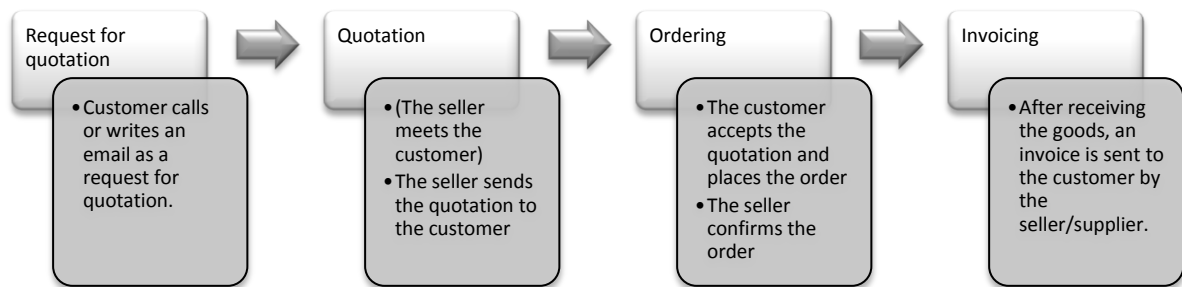 Request for
quotation
• Customer calls
or writes an
email as a
request for
quotation.
Quotation
• (The seller
meets the
customer)
• The seller sends
the quotation to
the customer
Ordering
• The customer
accepts the
quotation and
places the order
• The seller
confirms the
order
Invoicing
• After receiving
the goods, an
invoice is sent to
the customer by
the
seller/supplier.